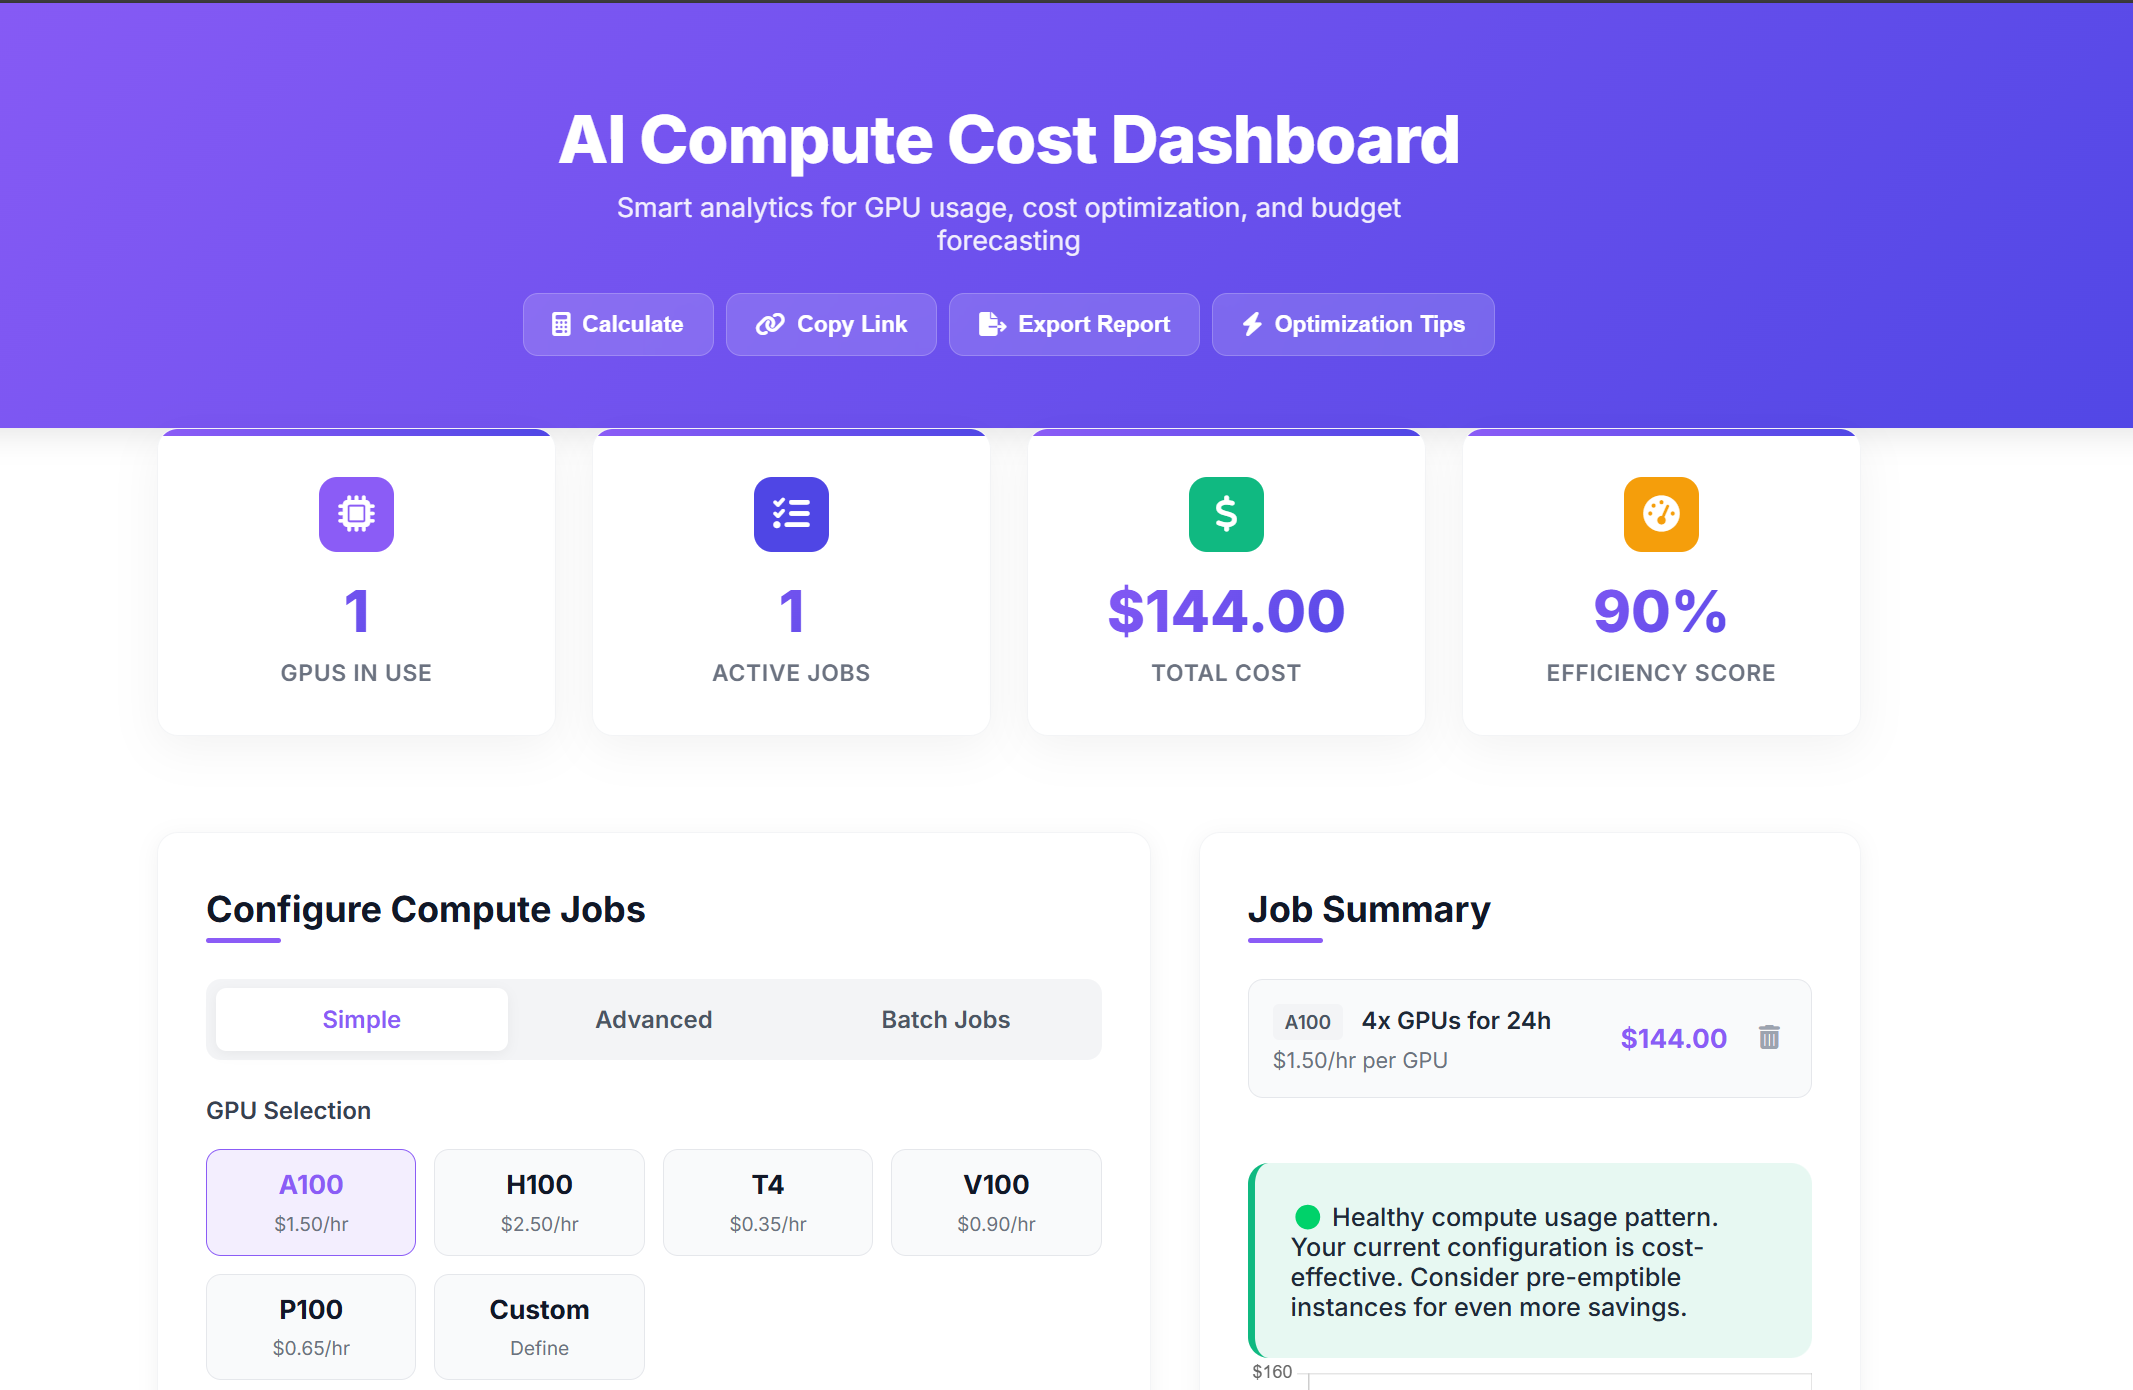 AI Compute Cost Dashboard
Smart analytics for GPU usage, cost optimization, and budget
forecasting
Calculate
Copy Link
Export Report
Optimization Tips
1
GPUS IN USE
1
ACTIVE JOBS
$144.00
TOTAL COST
90%
EFFICIENCY SCORE
Configure Compute Jobs
Simple
Advanced
Batch Jobs
GPU Selection
A100
$1.50/hr
H100
$2.50/hr
T4
$0.35/hr
V100
$0.90/hr
P100
$0.65/hr
Custom
Define
Job Summary
A100 4x GPUs for 24h
$1.50/hr per GPU
$144.00
Healthy compute usage pattern.
Your current configuration is cost-
effective. Consider pre-emptible
instances for even more savings.
$160